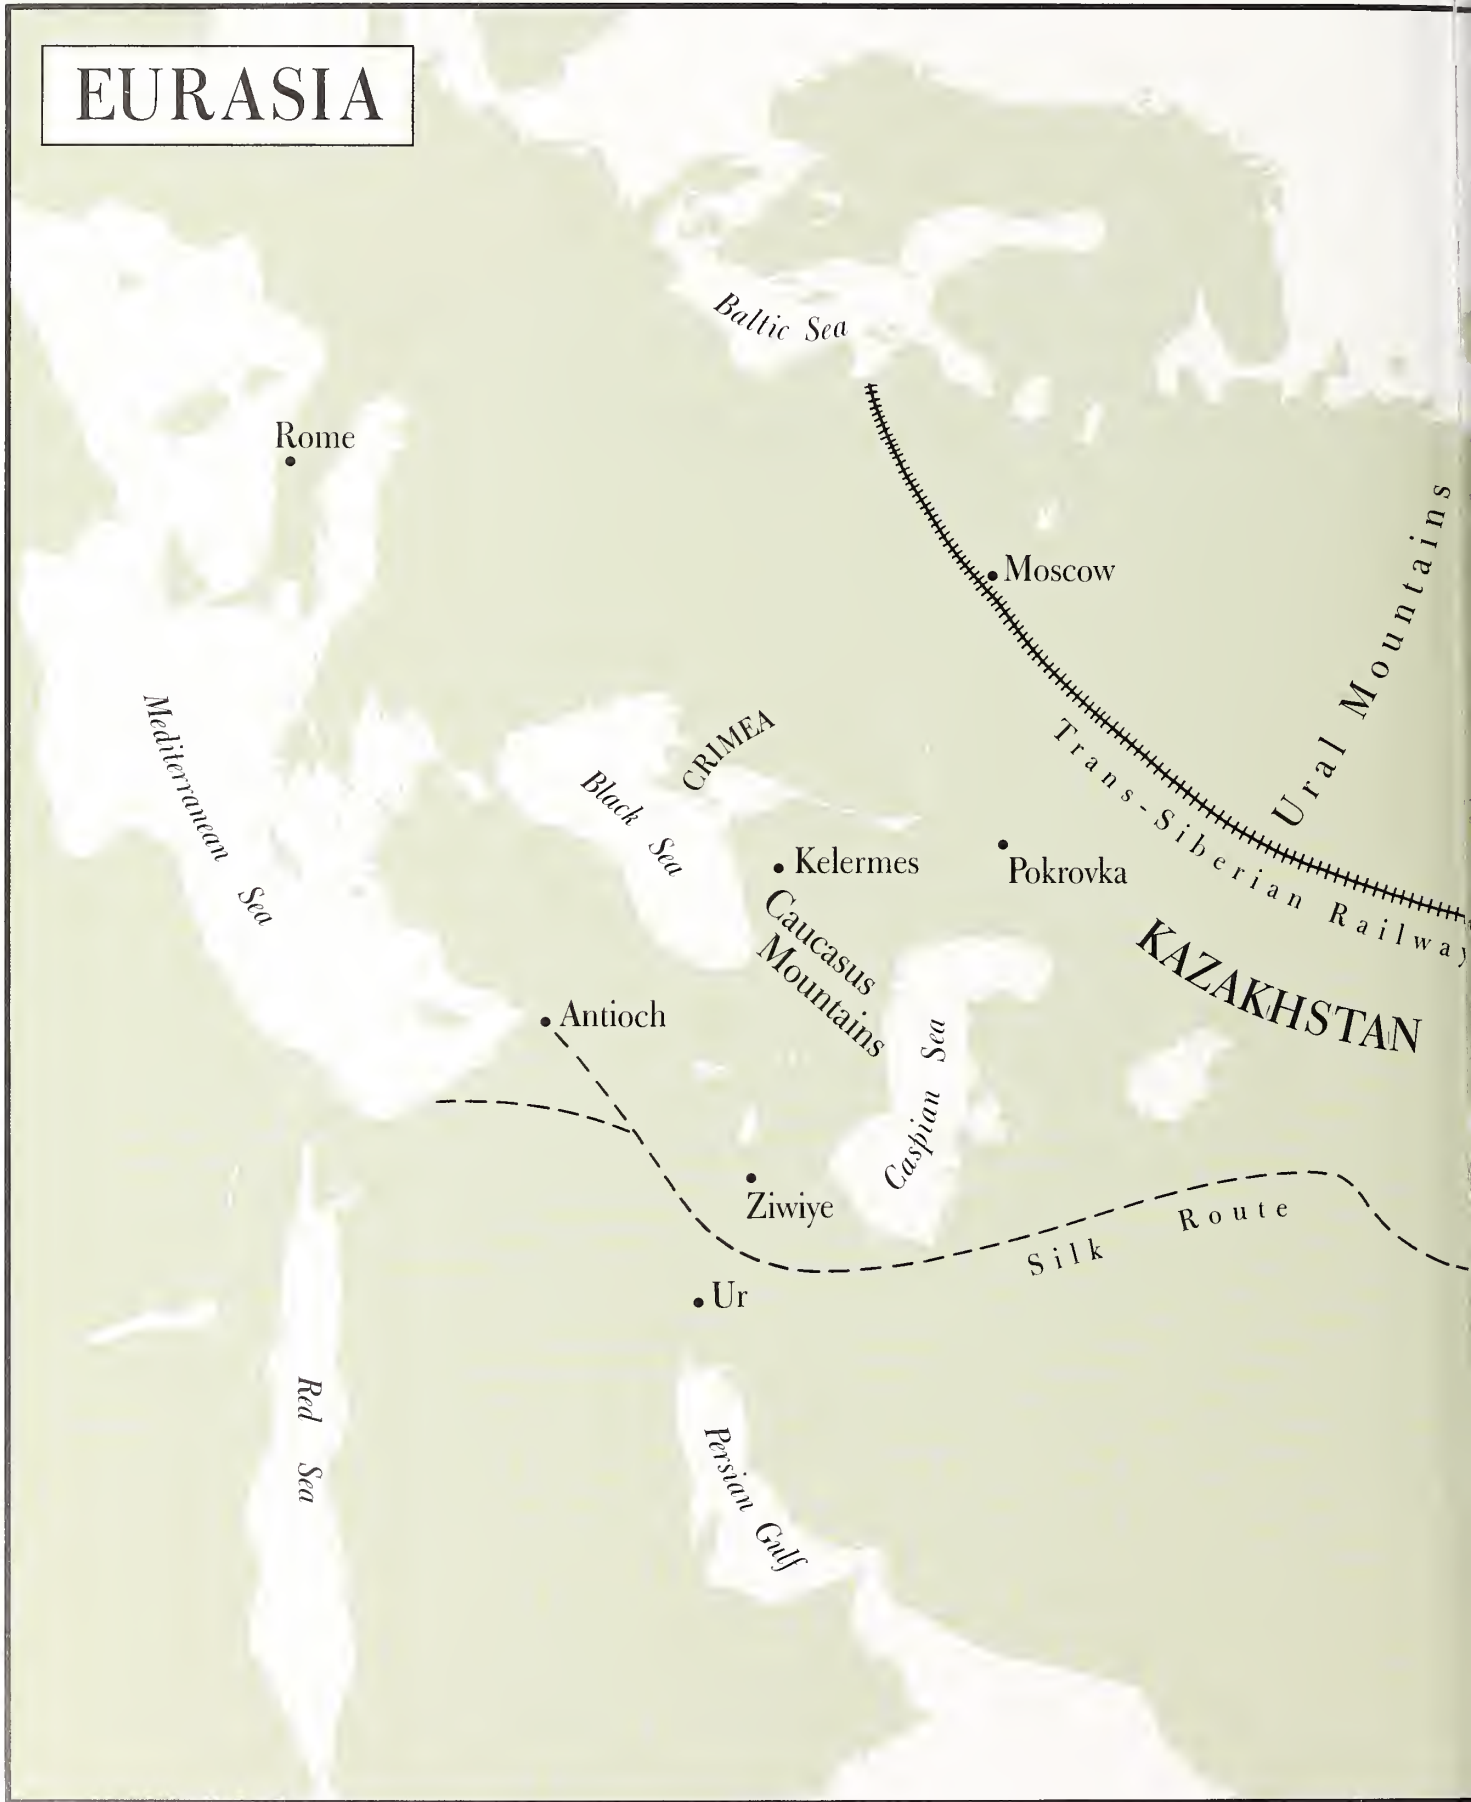 EURASIA
Baltic Sea
Rome
Moscow
Ural Mountains
Mediterranean Sea
Black Sea
CRIMEA
Trans-Siberian Railway
Kelermes
Pokrovka
Caucasus
Mountains
KAZAKHSTAN
Antioch
Caspian Sea
Ziwiye
Silk Route
Ur
Red Sea
Persian Gulf